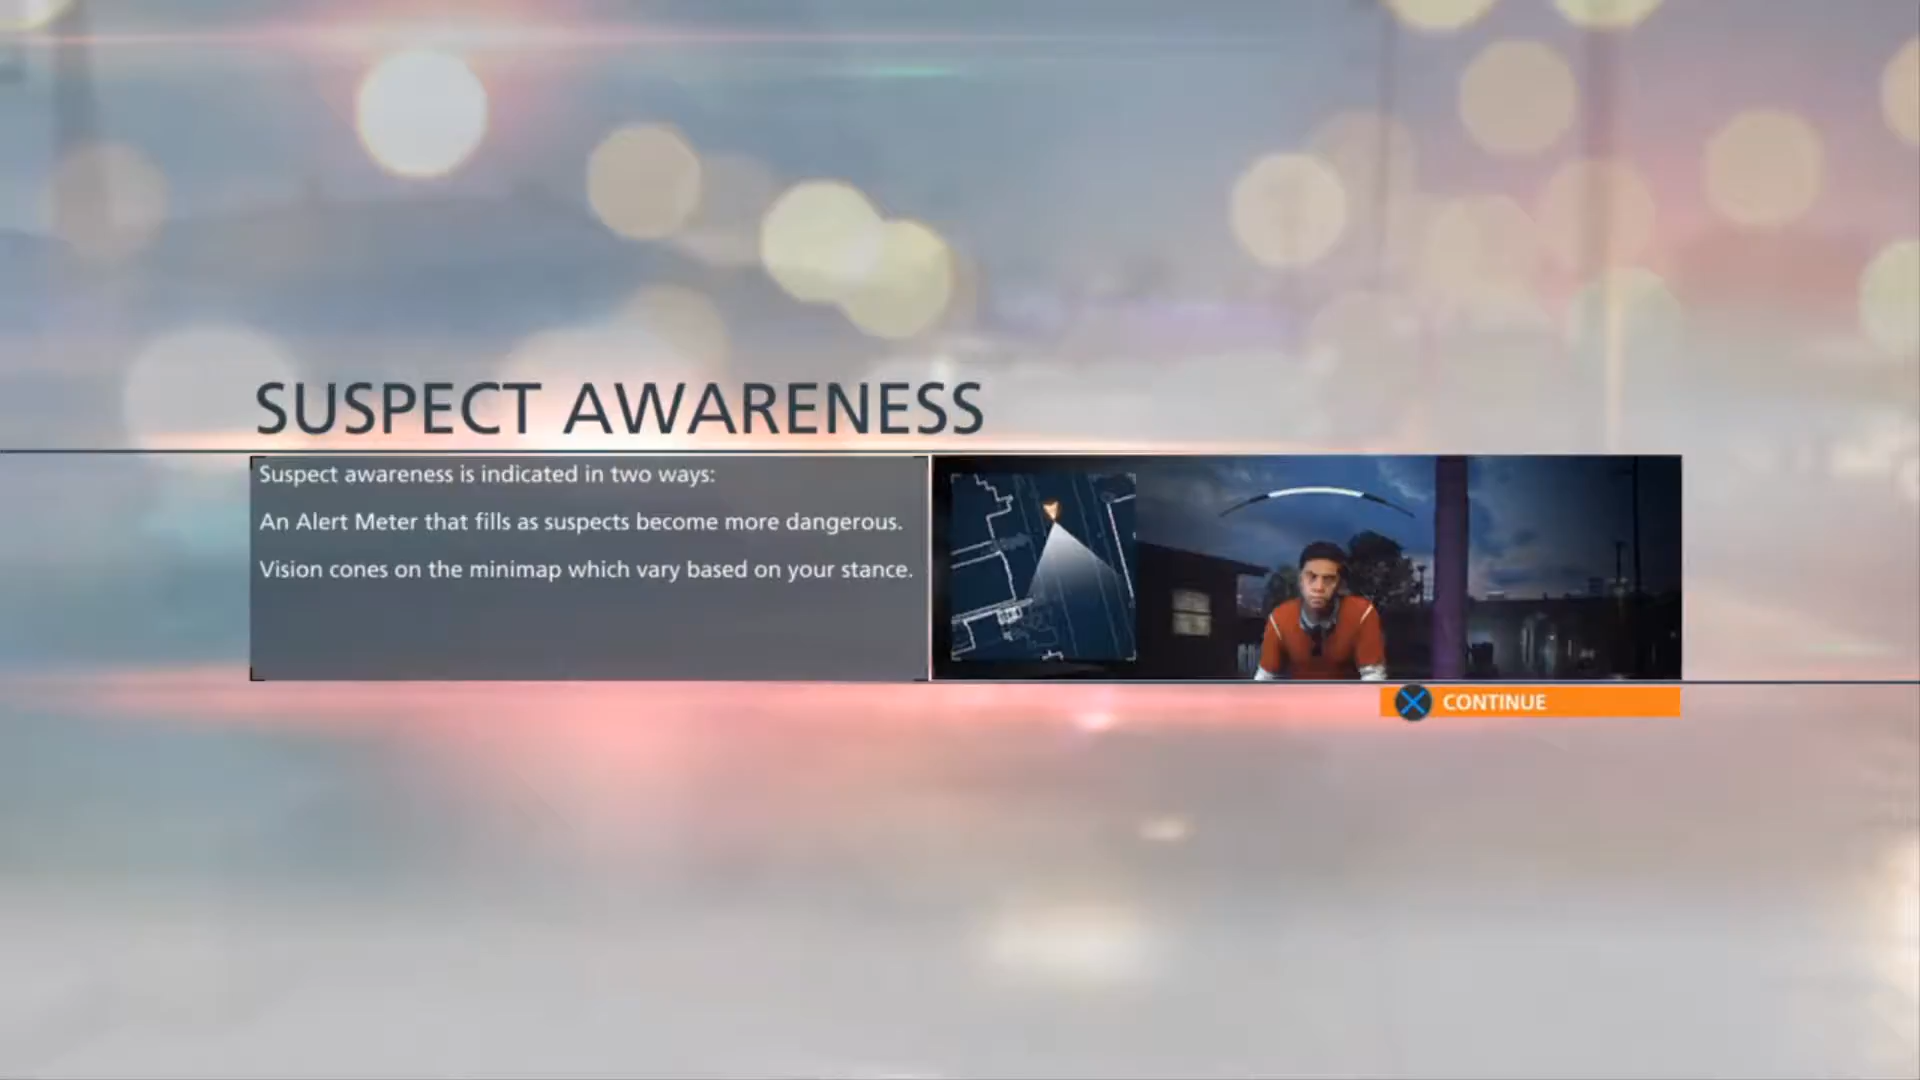 SUSPECT AWARENESS
Suspect awareness is indicated in two ways:
An Alert Meter that fills as suspects become more dangerous.
Vision cones on the minimap which vary based on your stance.
CONTINUE